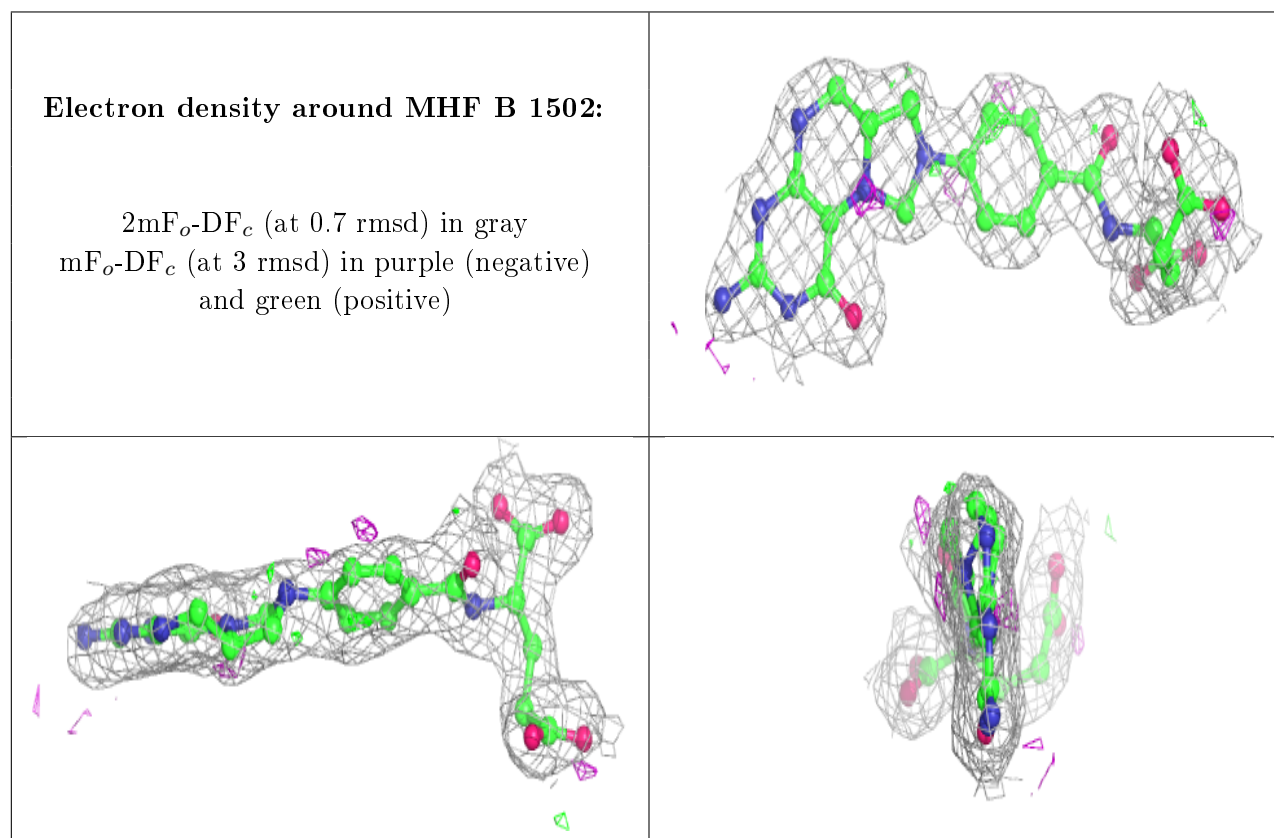 Electron density around MHF B 1502:
2mFo-DFc (at 0.7 rmsd) in gray
mFo-DFc (at 3 rmsd) in purple (negative)
and green (positive)